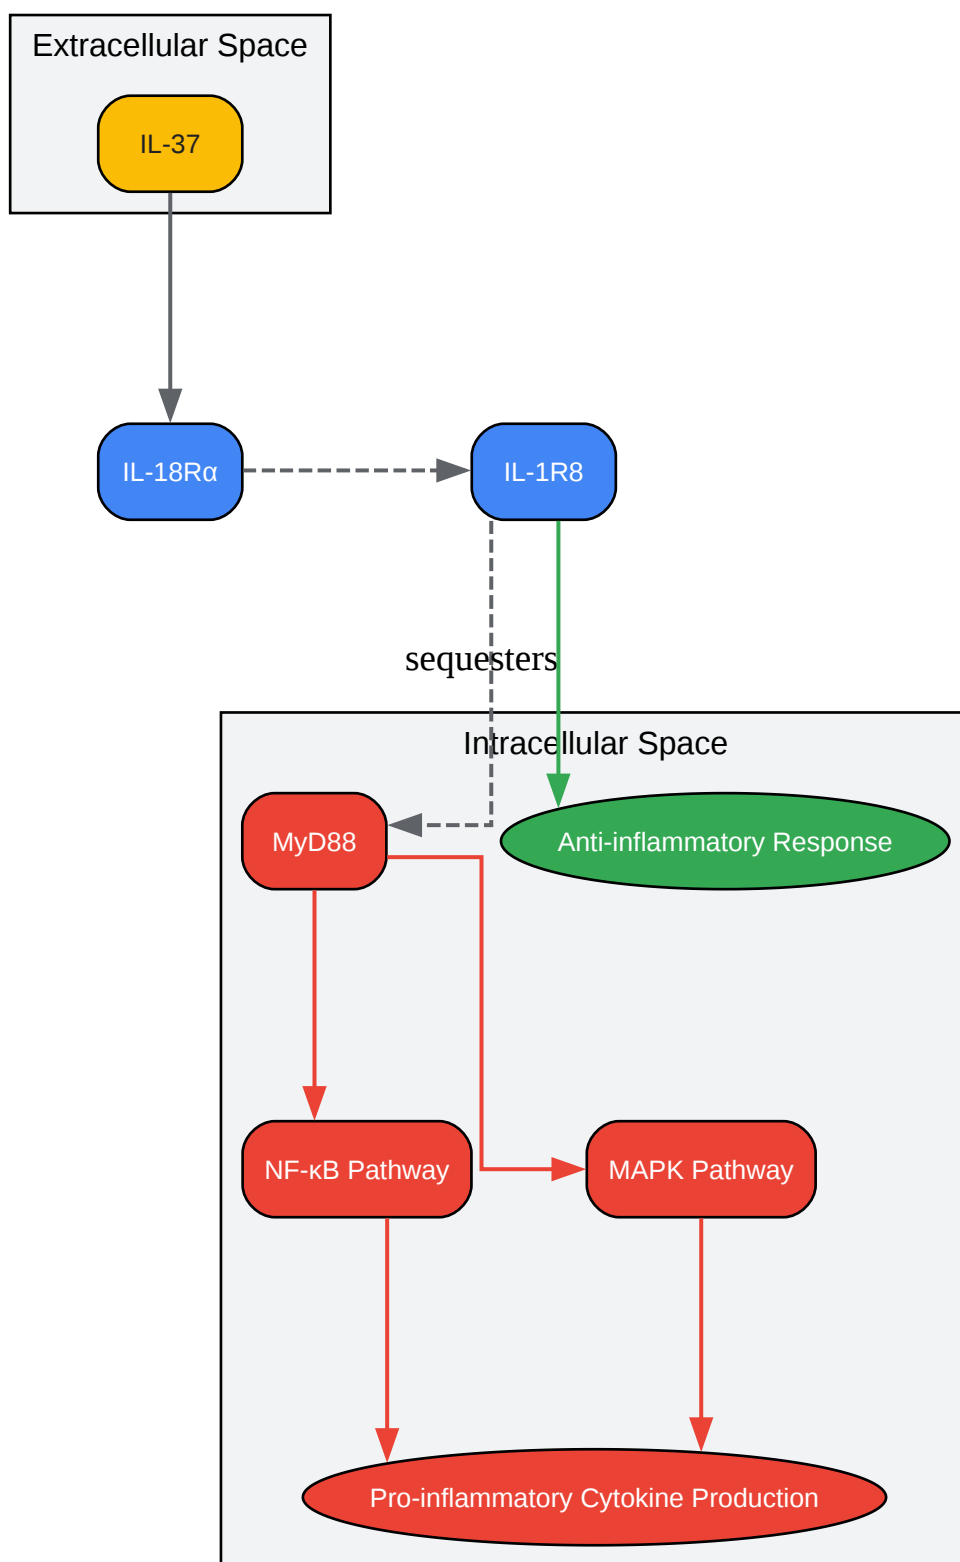 Extracellular Space
IL-37
IL-18Rα
IL-1R8
sequesters
Intracellular Space
MyD88
Anti-inflammatory Response
NF-κB Pathway
MAPK Pathway
Pro-inflammatory Cytokine Production